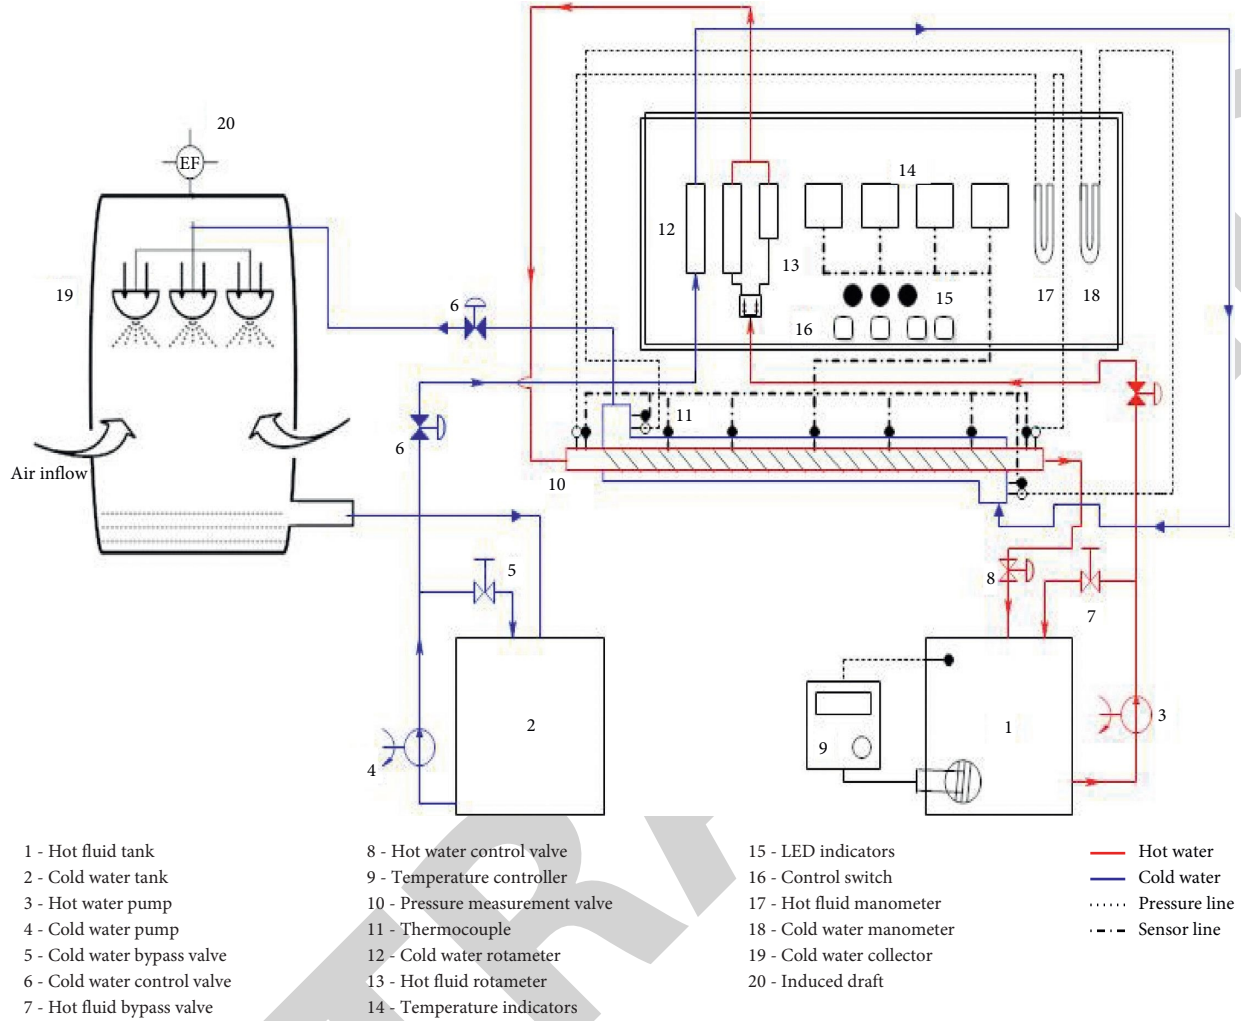 20
EF
14
12
13
19
6
15
17
18
16
11
6
Air inflow
10
5
8
7
2
1
3
9
4
1 - Hot fluid tank
2 - Cold water tank
3 - Hot water pump
4 - Cold water pump
5 - Cold water bypass valve
6 - Cold water control valve
7 - Hot fluid bypass valve
8 - Hot water control valve
9 - Temperature controller
10 - Pressure measurement valve
11 - Thermocouple
12 - Cold water rotameter
13 - Hot fluid rotameter
14 - Temperature indicators
15 - LED indicators
16 - Control switch
17 - Hot fluid manometer
18 - Cold water manometer
19 - Cold water collector
20 - Induced draft
Hot water
Cold water
Pressure line
Sensor line